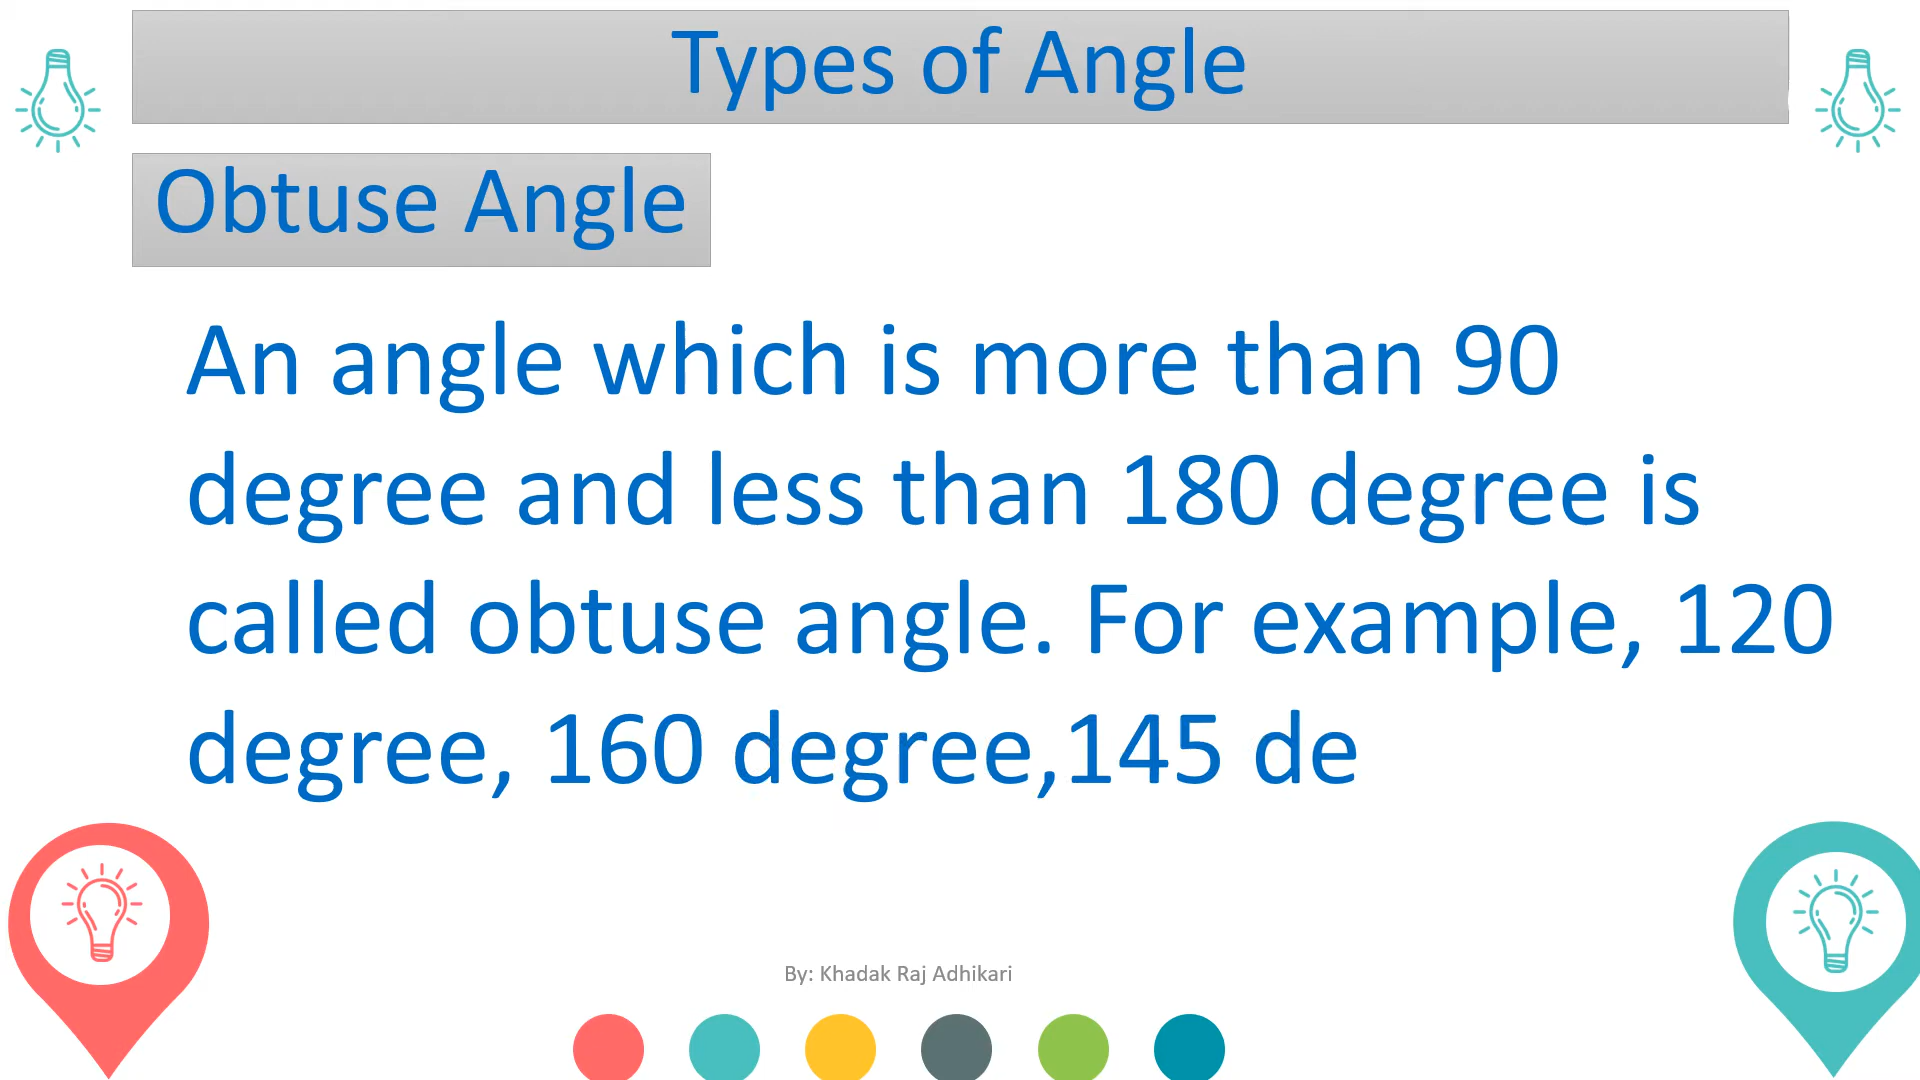 Types of Angle
Obtuse Angle
An angle which is more than 90
degree and less than 180 degree is
called obtuse angle. For example, 120
degree, 160 degree,145 de
By: Khadak Raj Adhikari